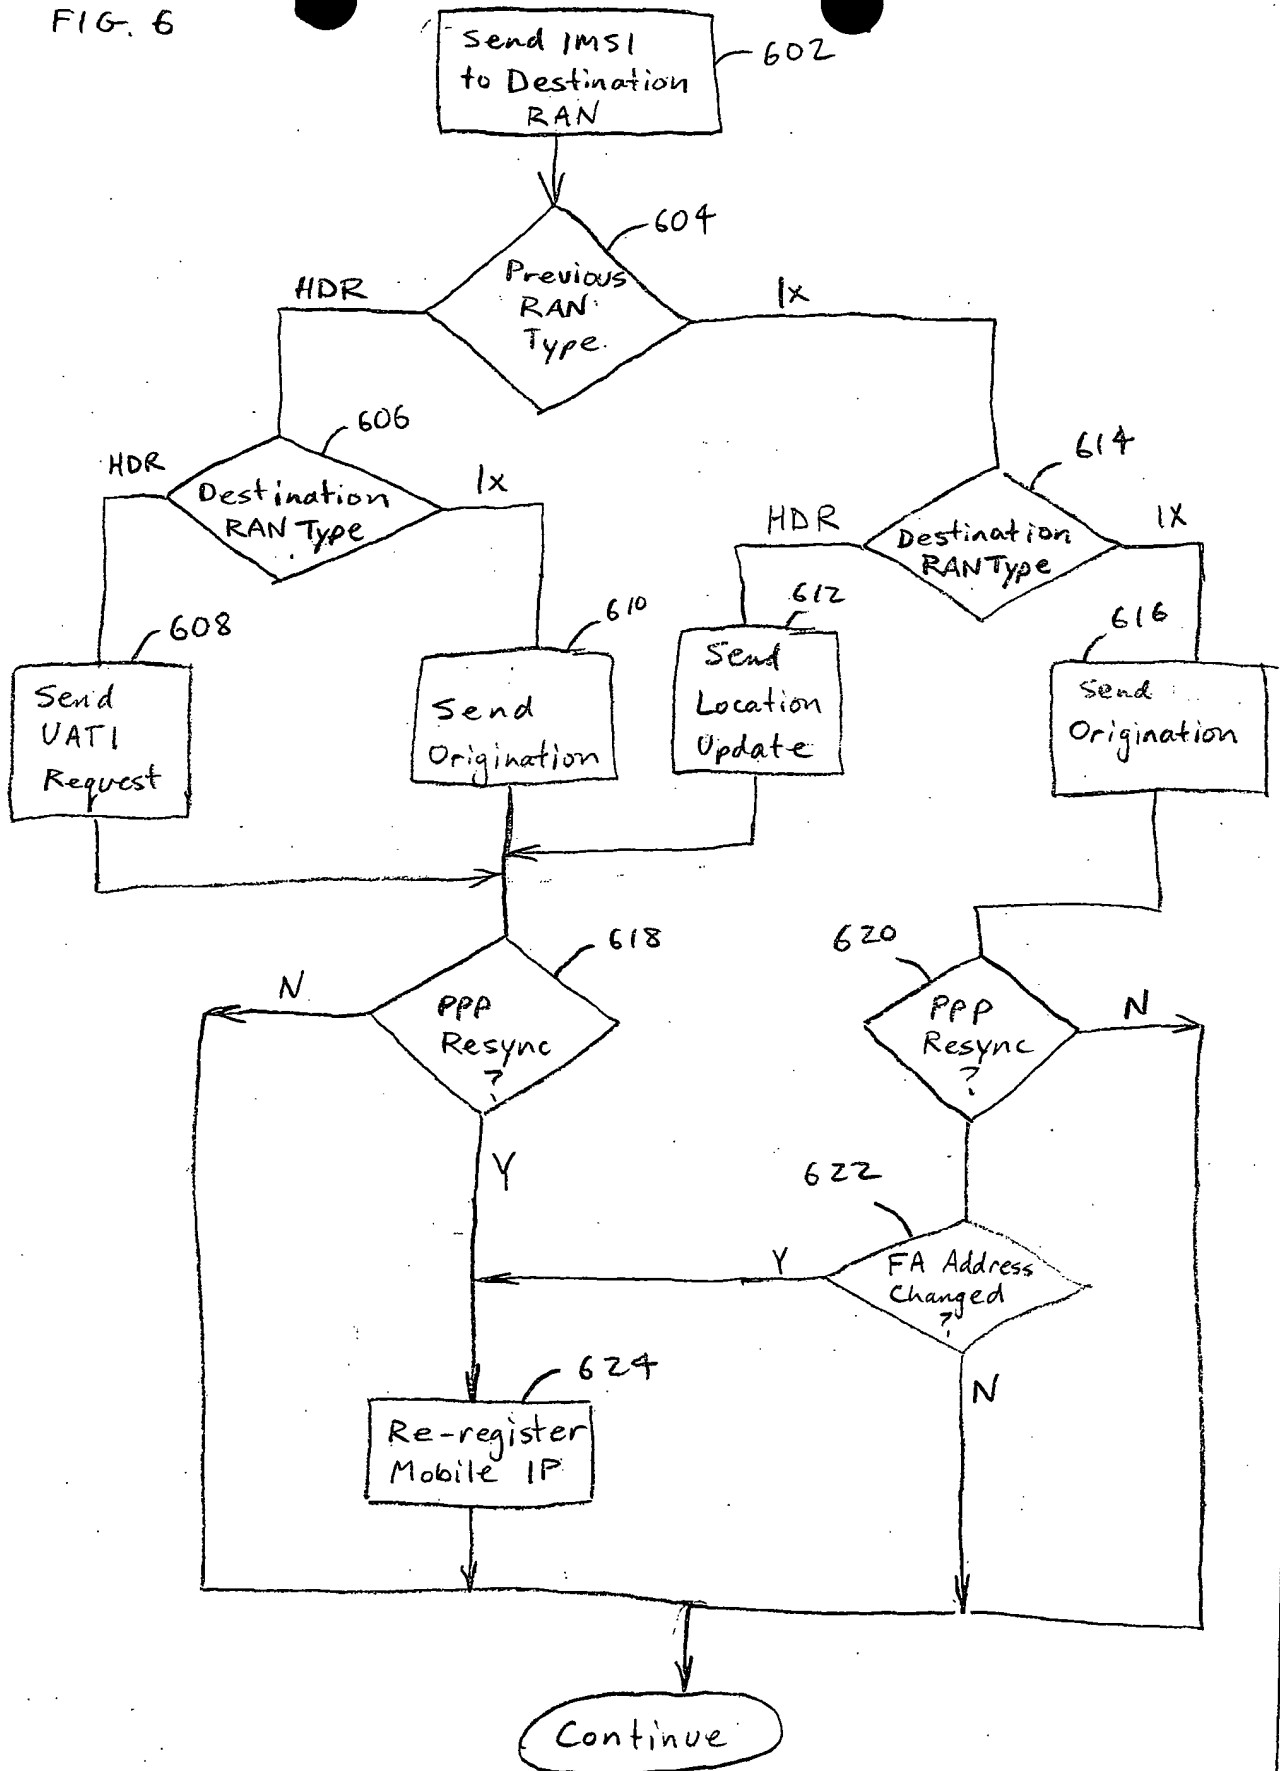 FIG. 6
Send IMSI
to Destination
RAN
602
604
Previous
RAN
Type
HDR
1x
606
Destination
RAN Type
HDR
1x
614
Destination
RAN Type
HDR
1X
608
Send
UATI
Request
610
Send
Origination
612
Send
Location
Update
616
Send
Origination
618
PPP
Resync
?
N
Y
620
PPP
Resync
?
N
622
FA Address
Changed
?
Y
N
624
Re-register
Mobile IP
Continue